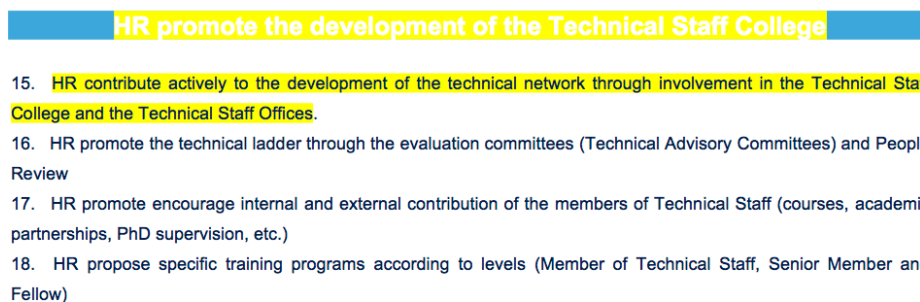 HR promote the development of the Technical Staff College
15. HR contribute actively to the development of the technical network through involvement in the Technical Sta
College and the Technical Staff Offices.
16. HR promote the technical ladder through the evaluation committees (Technical Advisory Committees) and Peopl
Review
17. HR promote encourage internal and external contribution of the members of Technical Staff (courses, academi
partnerships, PhD supervision, etc.)
18. HR propose specific training programs according to levels (Member of Technical Staff, Senior Member an
Fellow)